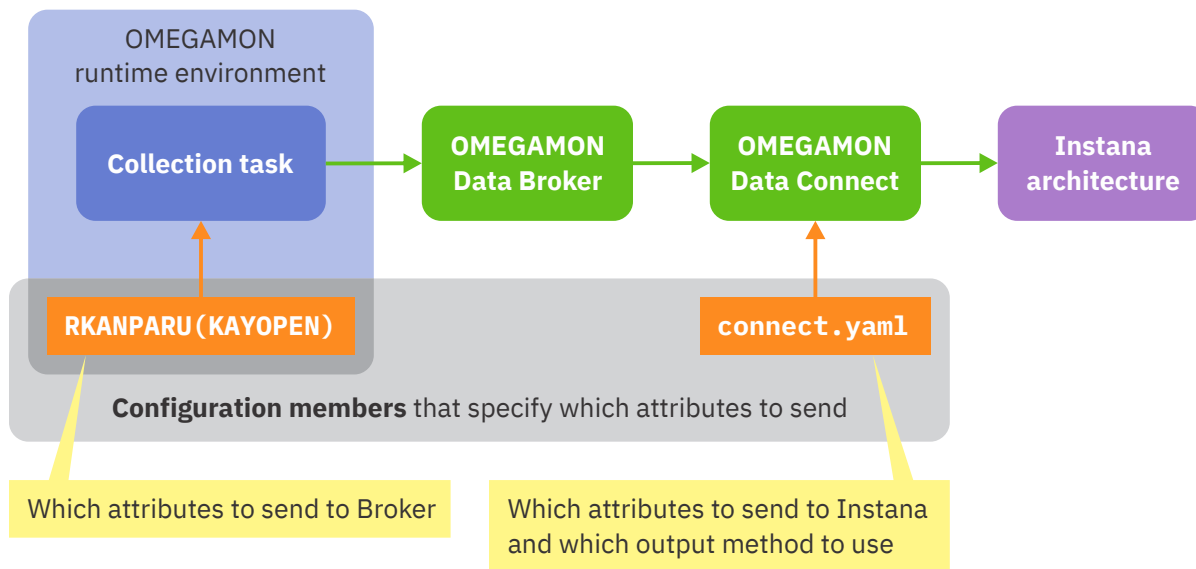 OMEGAMON
runtime environment
Collection task
OMEGAMON
Data Broker
OMEGAMON
Data Connect
Instana
architecture
RKANPARU(KAYOPEN)
connect.yaml
Configuration members that specify which attributes to send
Which attributes to send to Broker
Which attributes to send to Instana
and which output method to use